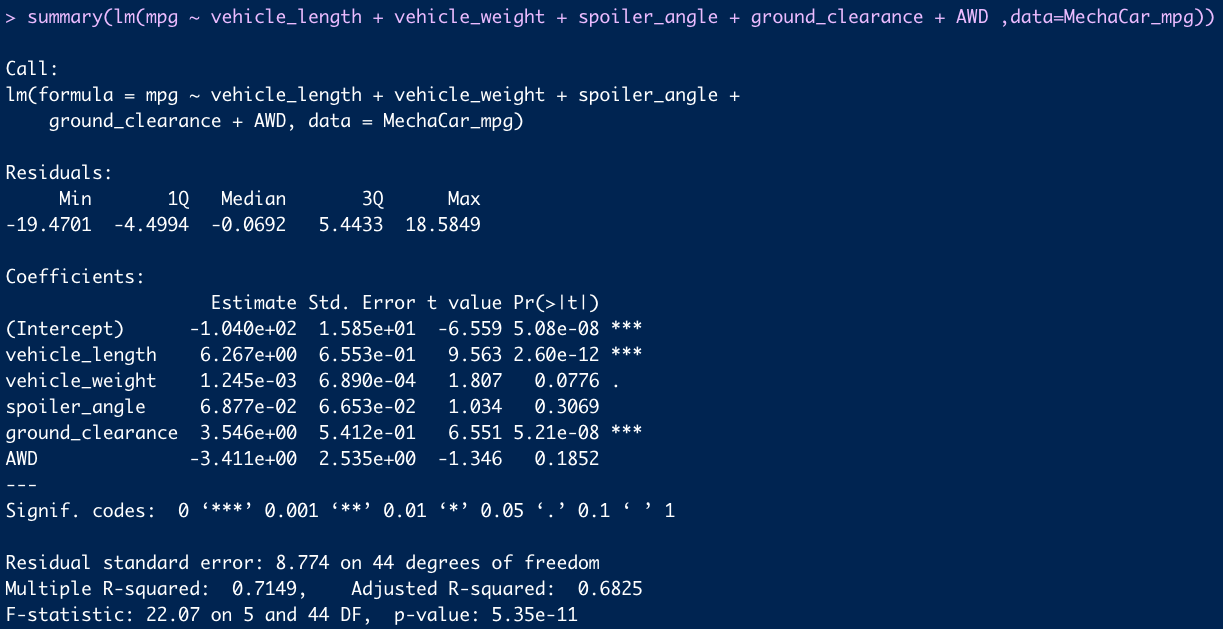 > summary(lm(mpg ~ vehicle_length + vehicle_weight + spoiler_angle + ground_clearance + AWD ,data=MechaCar_mpg))
Call:
lm(formula = mpg ~ vehicle_length + vehicle_weight + spoiler_angle +
    ground_clearance + AWD, data = MechaCar_mpg)
Residuals:
     Min       1Q   Median       3Q      Max
-19.4701  -4.4994  -0.0692   5.4433  18.5849
Coefficients:
                   Estimate Std. Error t value Pr(>|t|)
(Intercept)      -1.040e+02  1.585e+01  -6.559 5.08e-08 ***
vehicle_length    6.267e+00  6.553e-01   9.563 2.60e-12 ***
vehicle_weight    1.245e-03  6.890e-04   1.807   0.0776 .
spoiler_angle     6.877e-02  6.653e-02   1.034   0.3069
ground_clearance  3.546e+00  5.412e-01   6.551 5.21e-08 ***
AWD              -3.411e+00  2.535e+00  -1.346   0.1852
---
Signif. codes:  0 ‘***’ 0.001 ‘**’ 0.01 ‘*’ 0.05 ‘.’ 0.1 ‘ ’ 1
Residual standard error: 8.774 on 44 degrees of freedom
Multiple R-squared:  0.7149,    Adjusted R-squared:  0.6825
F-statistic: 22.07 on 5 and 44 DF,  p-value: 5.35e-11